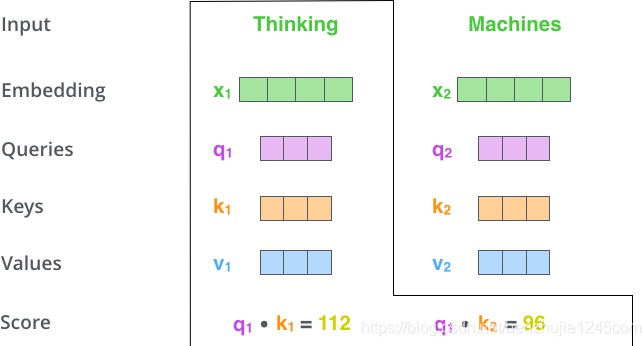 Input Thinking Machines
Embedding x₁ x₂
Queries q₁ q₂
Keys k₁ k₂
Values v₁ v₂
Score q₁ • k₁ = 112 q₁ • k₂ = 96